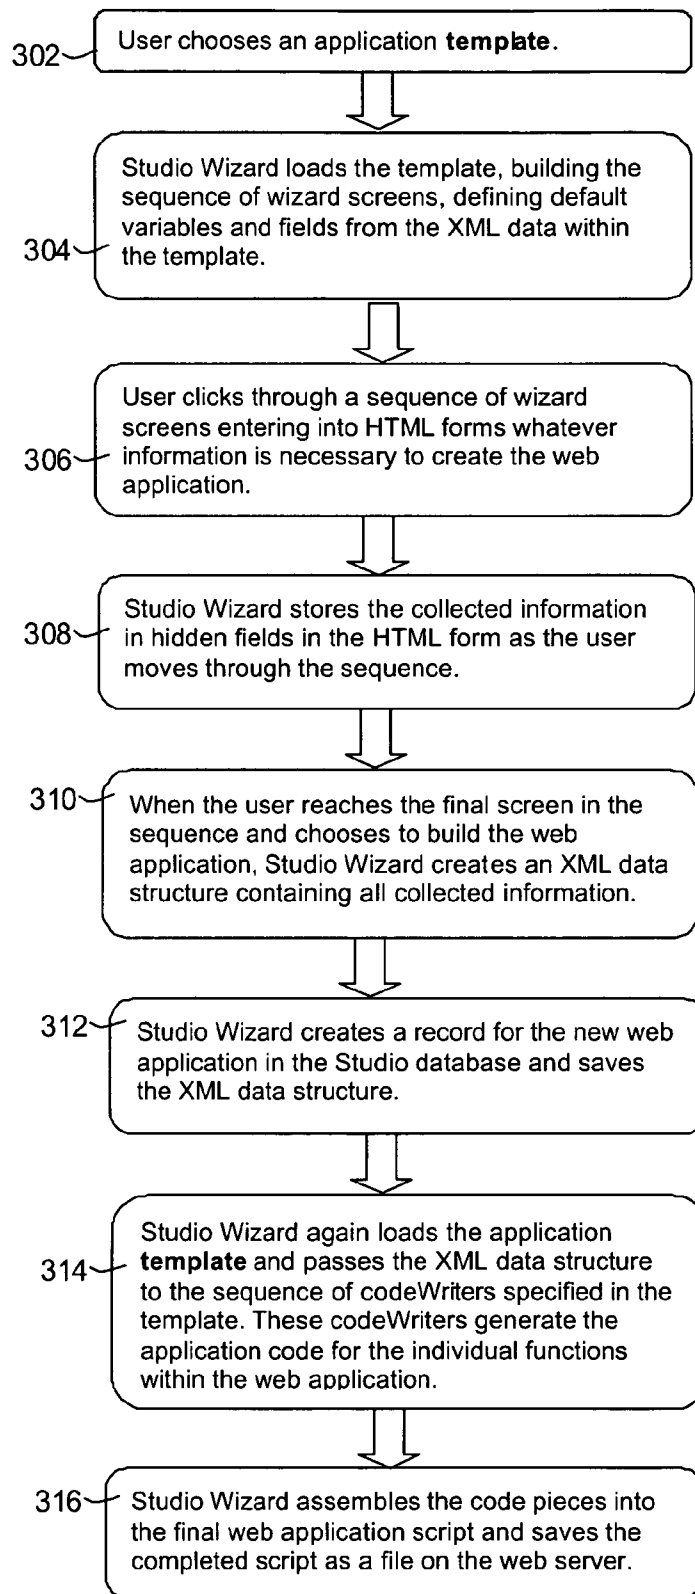 302
User chooses an application template.
Studio Wizard loads the template, building the
sequence of wizard screens, defining default
variables and fields from the XML data within
304
the template.
User clicks through a sequence of wizard
screens entering into HTML forms whatever
306
information is necessary to create the web
application.
Studio Wizard stores the collected information
308
in hidden fields in the HTML form as the user
moves through the sequence.
310
When the user reaches the final screen in the
sequence and chooses to build the web
application, Studio Wizard creates an XML data
structure containing all collected information.
312
Studio Wizard creates a record for the new web
application in the Studio database and saves
the XML data structure.
Studio Wizard again loads the application
template and passes the XML data structure
314
to the sequence of codeWriters specified in the
template. These codeWriters generate the
application code for the individual functions
within the web application.
316
Studio Wizard assembles the code pieces into
the final web application script and saves the
completed script as a file on the web server.